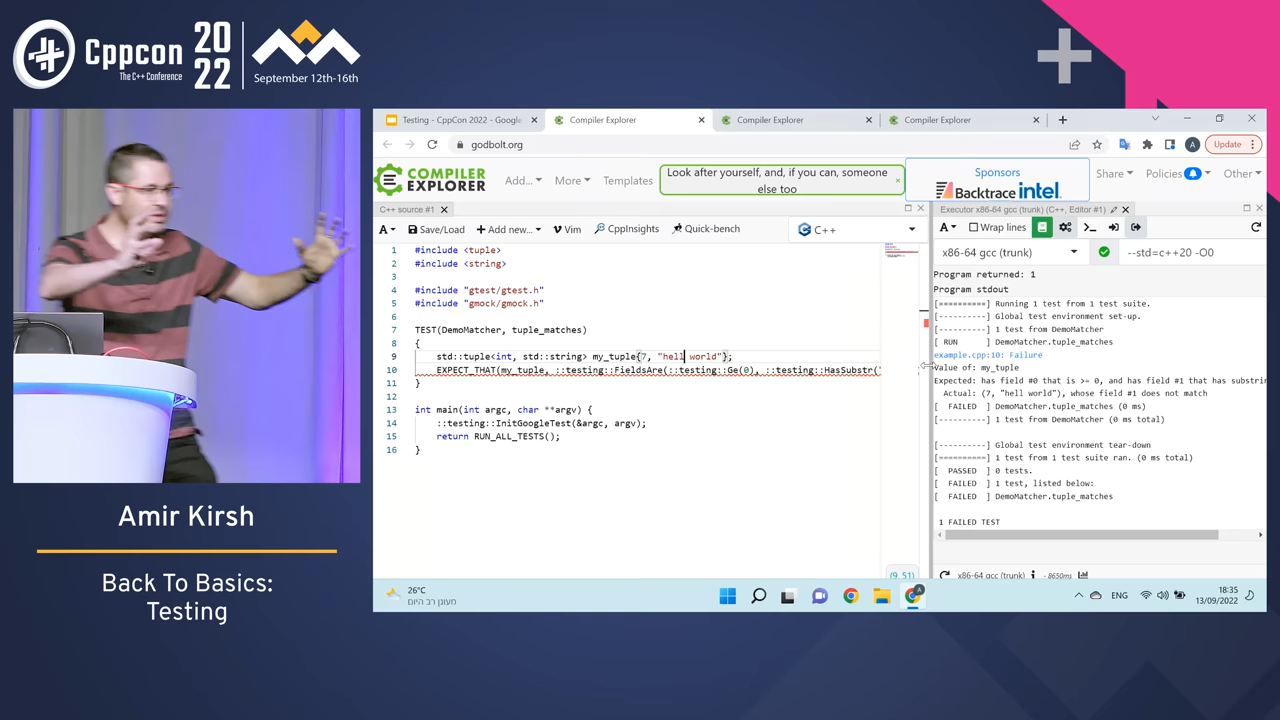 Cppcon
The C++ Conference
20
22
September 12th-16th
Amir Kirsh
Back To Basics:
Testing
Testing - CppCon 2022 - Google
Compiler Explorer
Compiler Explorer
Compiler Explorer
godbolt.org
A
Update
COMPILER
EXPLORER
Add...
More
Templates
Look after yourself, and, if you can, someone
else too
Sponsors
Backtrace
intel
Share
Policies
Other
C++ source #1
A
Save/Load
Add new...
Vim
CppInsights
Quick-bench
C++
1 #include <tuple>
2 #include <string>
3
4 #include "gtest/gtest.h"
5 #include "gmock/gmock.h"
6
7 TEST(DemoMatcher, tuple_matches)
8 {
9 std::tuple<int, std::string> my_tuple{7, "hell world"};
10 EXPECT_THAT(my_tuple, ::testing::FieldsAre(::testing::Ge(0), ::testing::HasSubstr("
11 }
12
13 int main(int argc, char **argv) {
14 ::testing::InitGoogleTest(&argc, argv);
15 return RUN_ALL_TESTS();
16 }
(9, 51)
Executor x86-64 gcc (trunk) (C++, Editor #1)
A
Wrap lines
x86-64 gcc (trunk)
--std=c++20 -O0
Program returned: 1
Program stdout
[==========] Running 1 test from 1 test suite.
[----------] Global test environment set-up.
[----------] 1 test from DemoMatcher
[ RUN      ] DemoMatcher.tuple_matches
example.cpp:10: Failure
Value of: my_tuple
Expected: has field #0 that is >= 0, and has field #1 that has substrin
Actual: (7, "hell world"), whose field #1 does not match
[  FAILED  ] DemoMatcher.tuple_matches (0 ms)
[----------] 1 test from DemoMatcher (0 ms total)
[----------] Global test environment tear-down
[==========] 1 test from 1 test suite ran. (0 ms total)
[  PASSED  ] 0 tests.
[  FAILED  ] 1 test, listed below:
[  FAILED  ] DemoMatcher.tuple_matches
1 FAILED TEST
x86-64 gcc (trunk)
- 8650ms
26°C
מעונן רב היום
ENG
18:35
13/09/2022